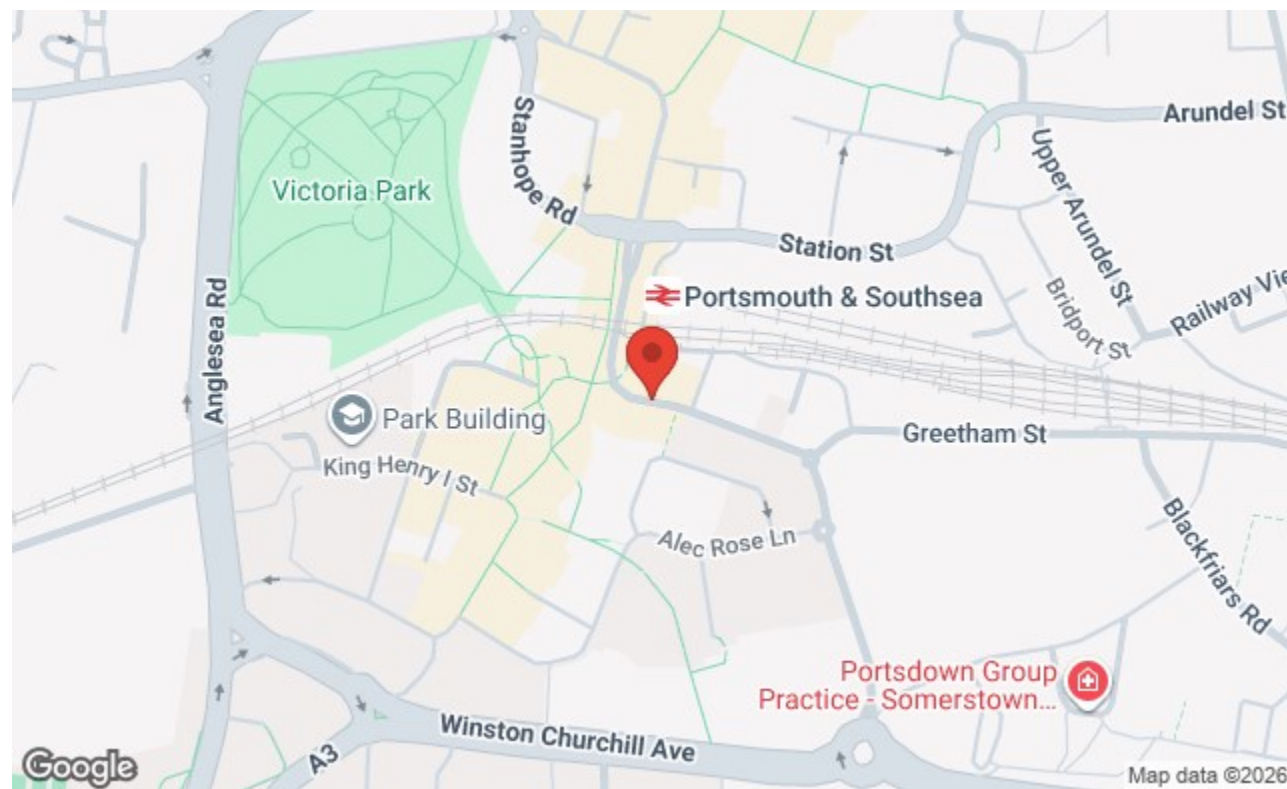 Arundel St
Stanhope Rd
Upper Arundel St
Victoria Park
Station St
Anglesea Rd
Portsmouth & Southsea
Bridport St
Railway Vie
Park Building
Greetham St
King Henry I St
Alec Rose Ln
Blackfriars Rd
Portsdown Group
Practice - Somerstown...
Winston Churchill Ave
A3
Google
Map data ©2026